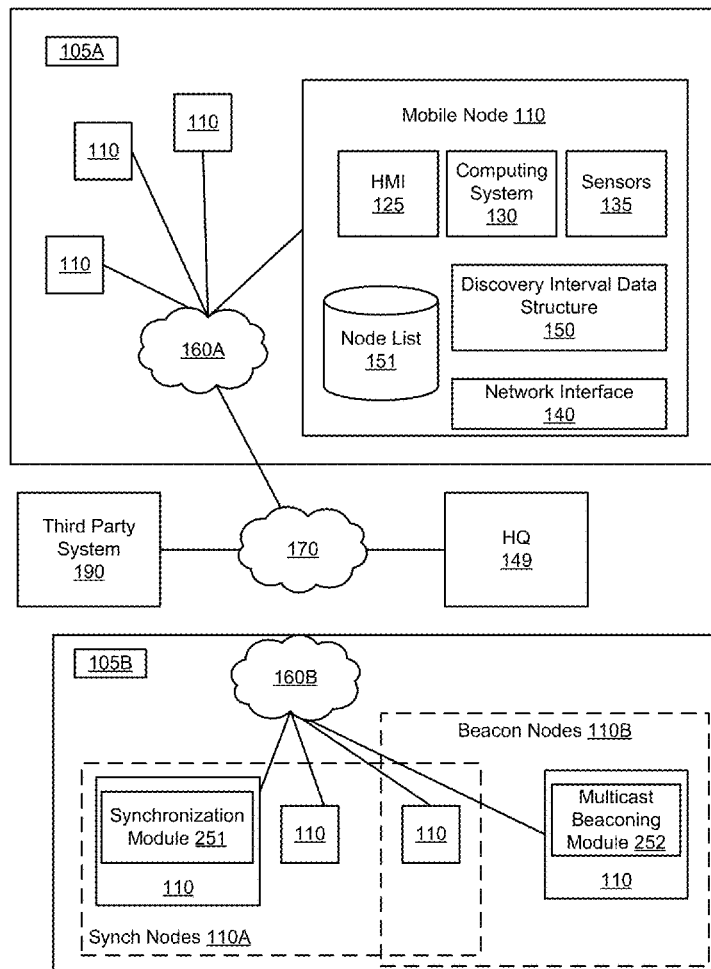 105A
110
110
110
Mobile Node 110
HMI
125
Computing
System
130
Sensors
135
160A
Node List
151
Discovery Interval Data
Structure
150
Network Interface
140
Third Party
System
190
170
HQ
149
105B
160B
Beacon Nodes 110B
Synchronization
Module 251
110
110
110
Multicast
Beaconing
Module 252
110
Synch Nodes 110A